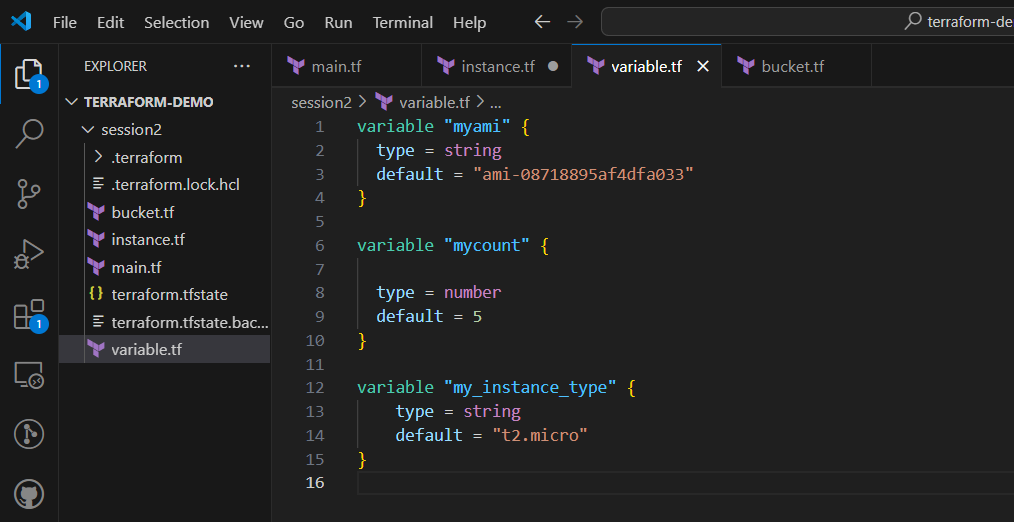 File Edit Selection View Go Run Terminal Help
terraform-de
EXPLORER
main.tf
instance.tf
variable.tf
bucket.tf
1
TERRAFORM-DEMO
session2
.terraform
.terraform.lock.hcl
bucket.tf
instance.tf
main.tf
{} terraform.tfstate
terraform.tfstate.bac...
variable.tf
1
session2 > variable.tf > ...
1 variable "myami" {
2   type = string
3   default = "ami-08718895af4dfa033"
4 }
5
6 variable "mycount" {
7
8   type = number
9   default = 5
10 }
11
12 variable "my_instance_type" {
13     type = string
14     default = "t2.micro"
15 }
16